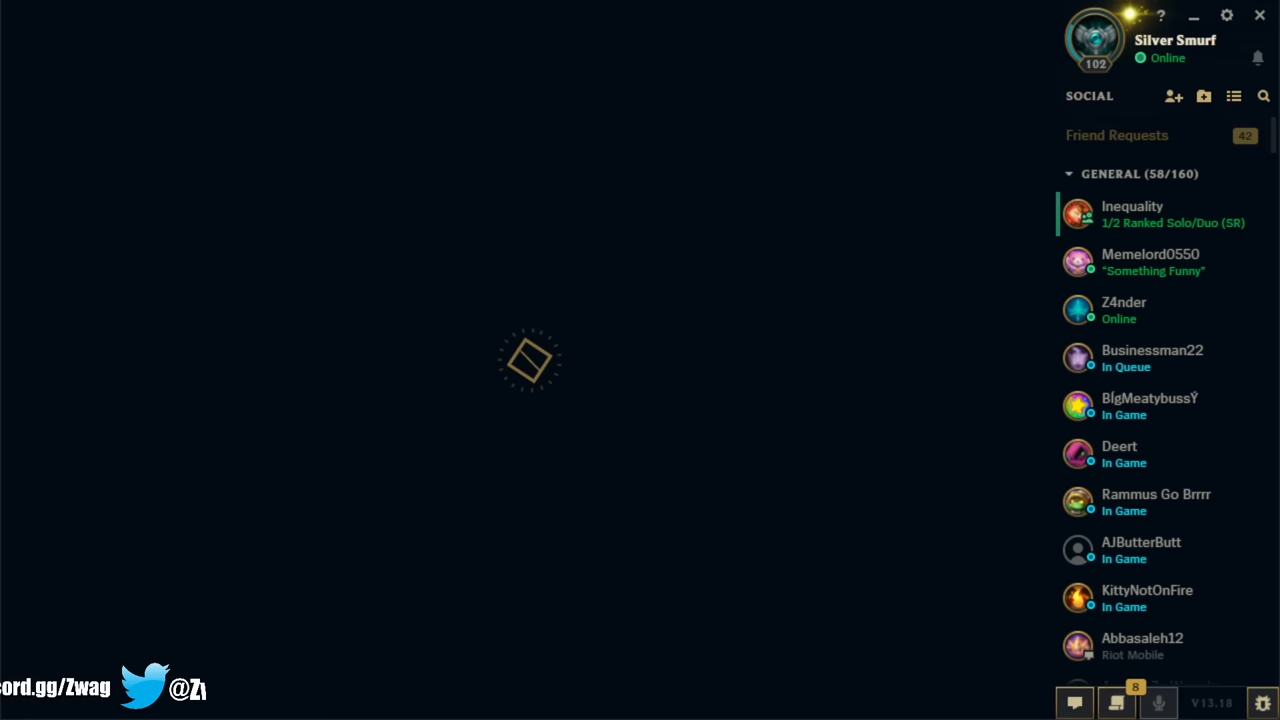 ?
Silver Smurf
102
Online
SOCIAL
Friend Requests
42
GENERAL (58/160)
Inequality
1/2 Ranked Solo/Duo (SR)
Memelord0550
"Something Funny"
Z4nder
Online
Businessman22
In Queue
BÍgMeatybussÝ
In Game
Deert
In Game
Rammus Go Brrrr
In Game
AJButterButt
In Game
KittyNotOnFire
In Game
Abbasaleh12
Riot Mobile
cord.gg/Zwag
8
V13.18